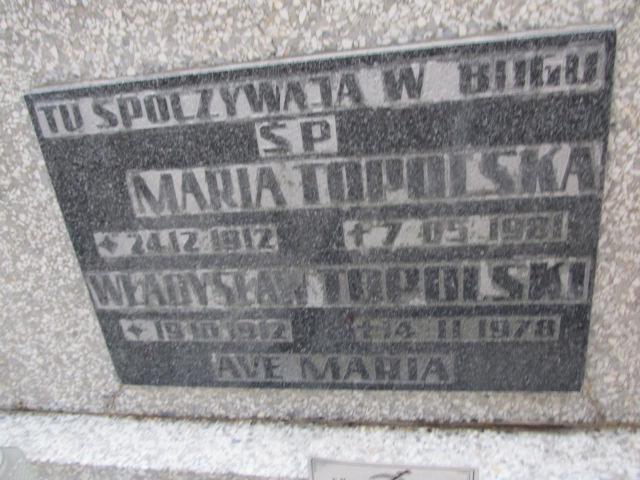 TU SPOCZYWAJĄ W BOGU
ŚP
MARIA TOPOLSKA
* 24.12.1912 † 7.05.1981
WŁADYSŁAW TOPOLSKI
* 19.10.1912 † 14.11.1978
AVE MARIA